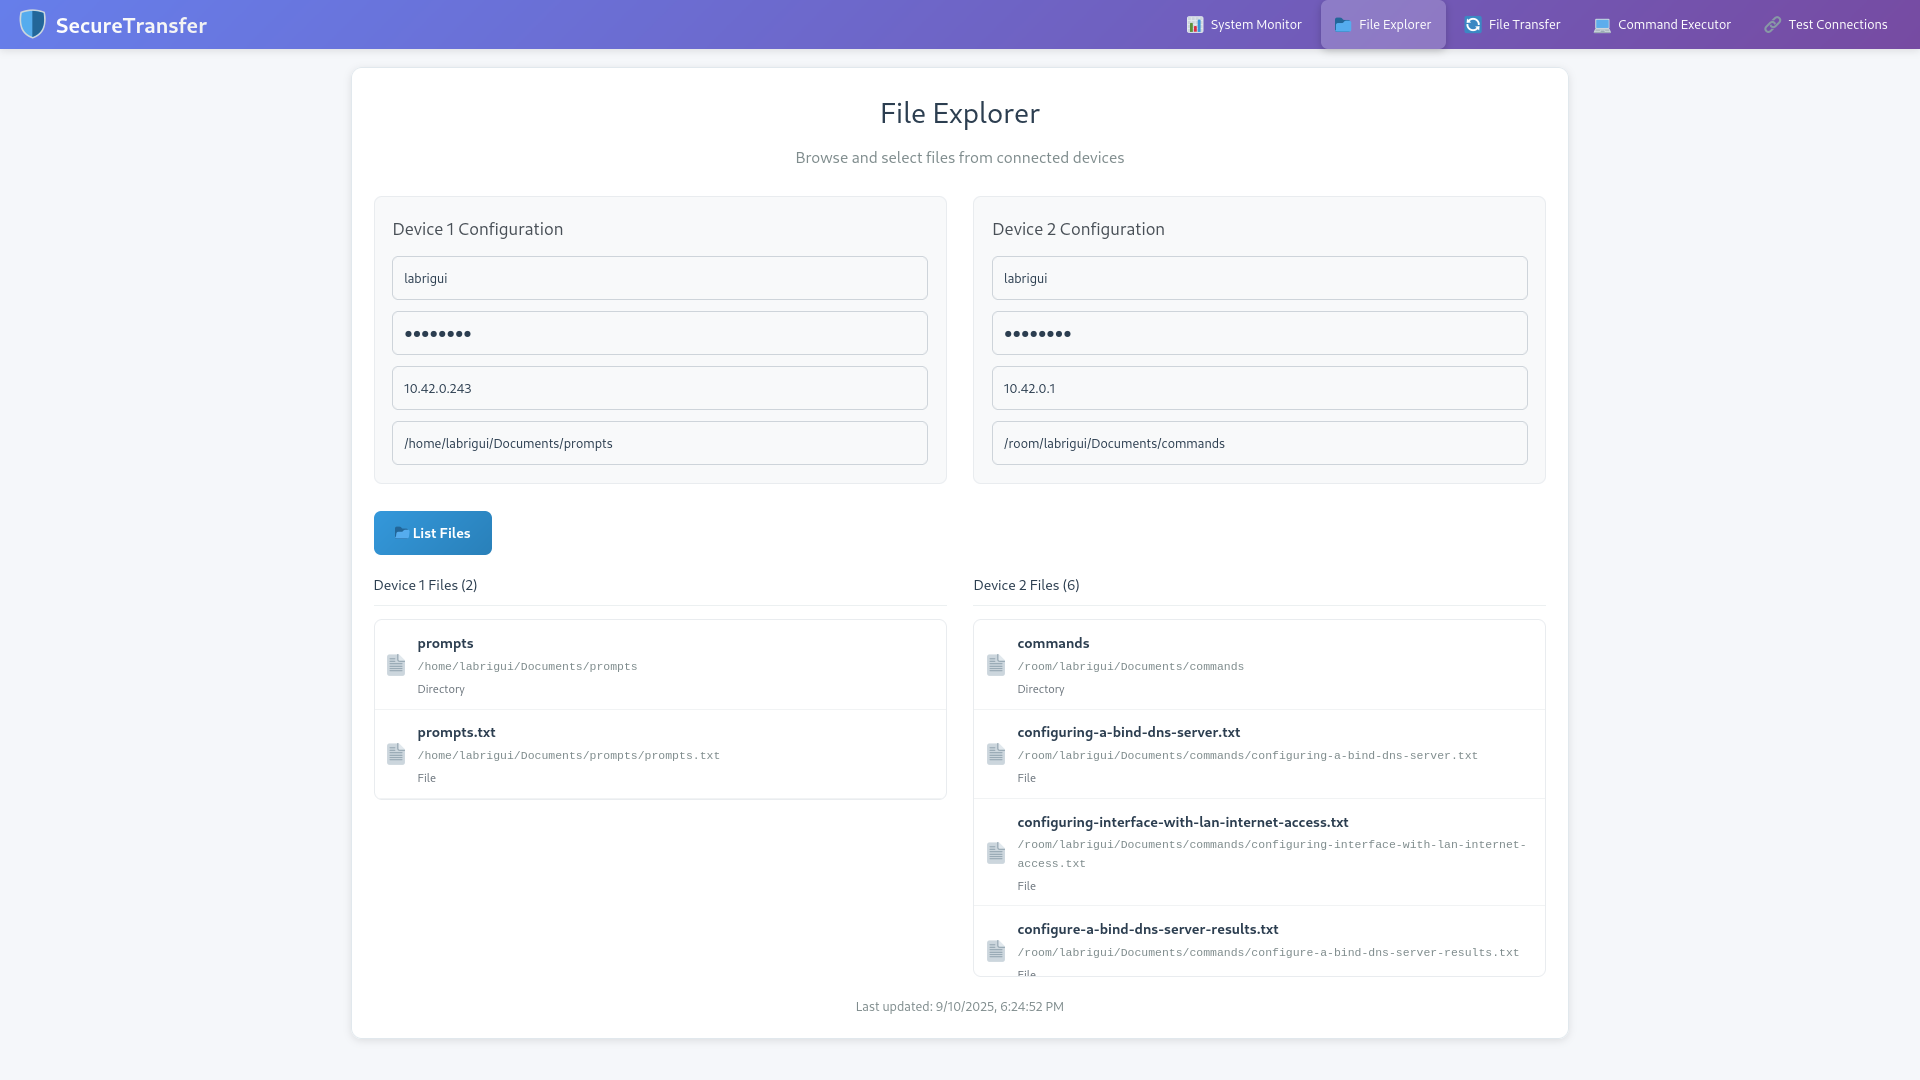 SecureTransfer
System Monitor
File Explorer
File Transfer
Command Executor
Test Connections
File Explorer
Browse and select files from connected devices
Device 1 Configuration
labrigui
••••••••
10.42.0.243
/home/labrigui/Documents/prompts
Device 2 Configuration
labrigui
••••••••
10.42.0.1
/room/labrigui/Documents/commands
List Files
Device 1 Files (2)
prompts
/home/labrigui/Documents/prompts
Directory
prompts.txt
/home/labrigui/Documents/prompts/prompts.txt
File
Device 2 Files (6)
commands
/room/labrigui/Documents/commands
Directory
configuring-a-bind-dns-server.txt
/room/labrigui/Documents/commands/configuring-a-bind-dns-server.txt
File
configuring-interface-with-lan-internet-access.txt
/room/labrigui/Documents/commands/configuring-interface-with-lan-internet-
access.txt
File
configure-a-bind-dns-server-results.txt
/room/labrigui/Documents/commands/configure-a-bind-dns-server-results.txt
File
Last updated: 9/10/2025, 6:24:52 PM